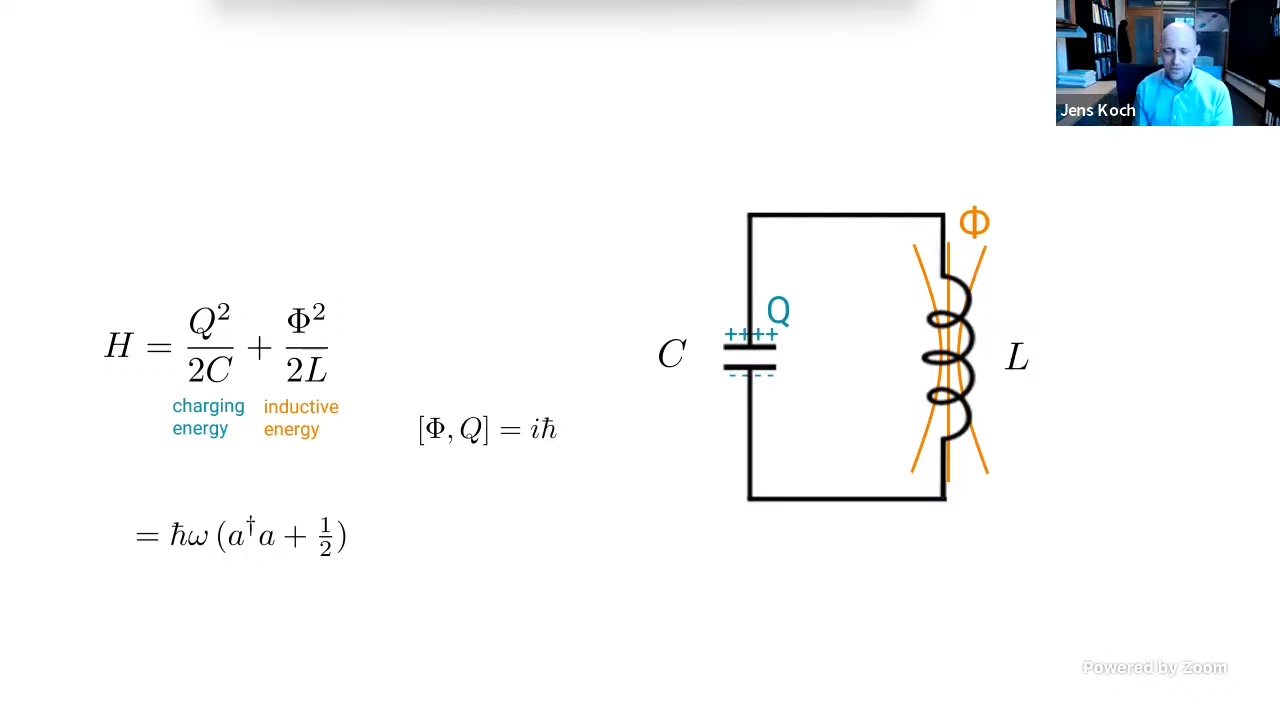 Jens Koch
Φ
Q
++++
C
L
- - - -
H = Q²/2C + Φ²/2L
charging energy
inductive energy
[Φ, Q] = iℏ
= ℏω (a†a + 1/2)
Powered by Zoom